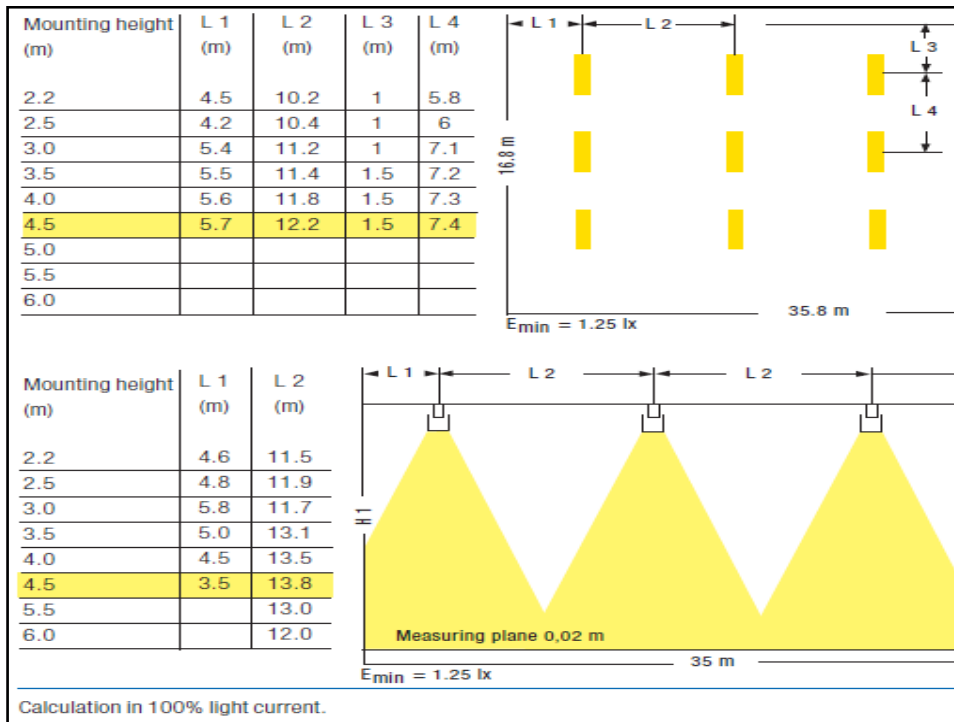 Mounting height L 1 L 2 L 3 L 4
(m) (m) (m) (m) (m)
2.2 4.5 10.2 1 5.8
2.5 4.2 10.4 1 6
3.0 5.4 11.2 1 7.1
3.5 5.5 11.4 1.5 7.2
4.0 5.6 11.8 1.5 7.3
4.5 5.7 12.2 1.5 7.4
5.0
5.5
6.0
L 1 L 2
L 3
L 4
16.8 m
35.8 m
Emin = 1.25 lx
Mounting height L 1 L 2
(m) (m) (m)
2.2 4.6 11.5
2.5 4.8 11.9
3.0 5.8 11.7
3.5 5.0 13.1
4.0 4.5 13.5
4.5 3.5 13.8
5.5 13.0
6.0 12.0
L 1 L 2 L 2
H 1
Measuring plane 0,02 m
35 m
Emin = 1.25 lx
Calculation in 100% light current.